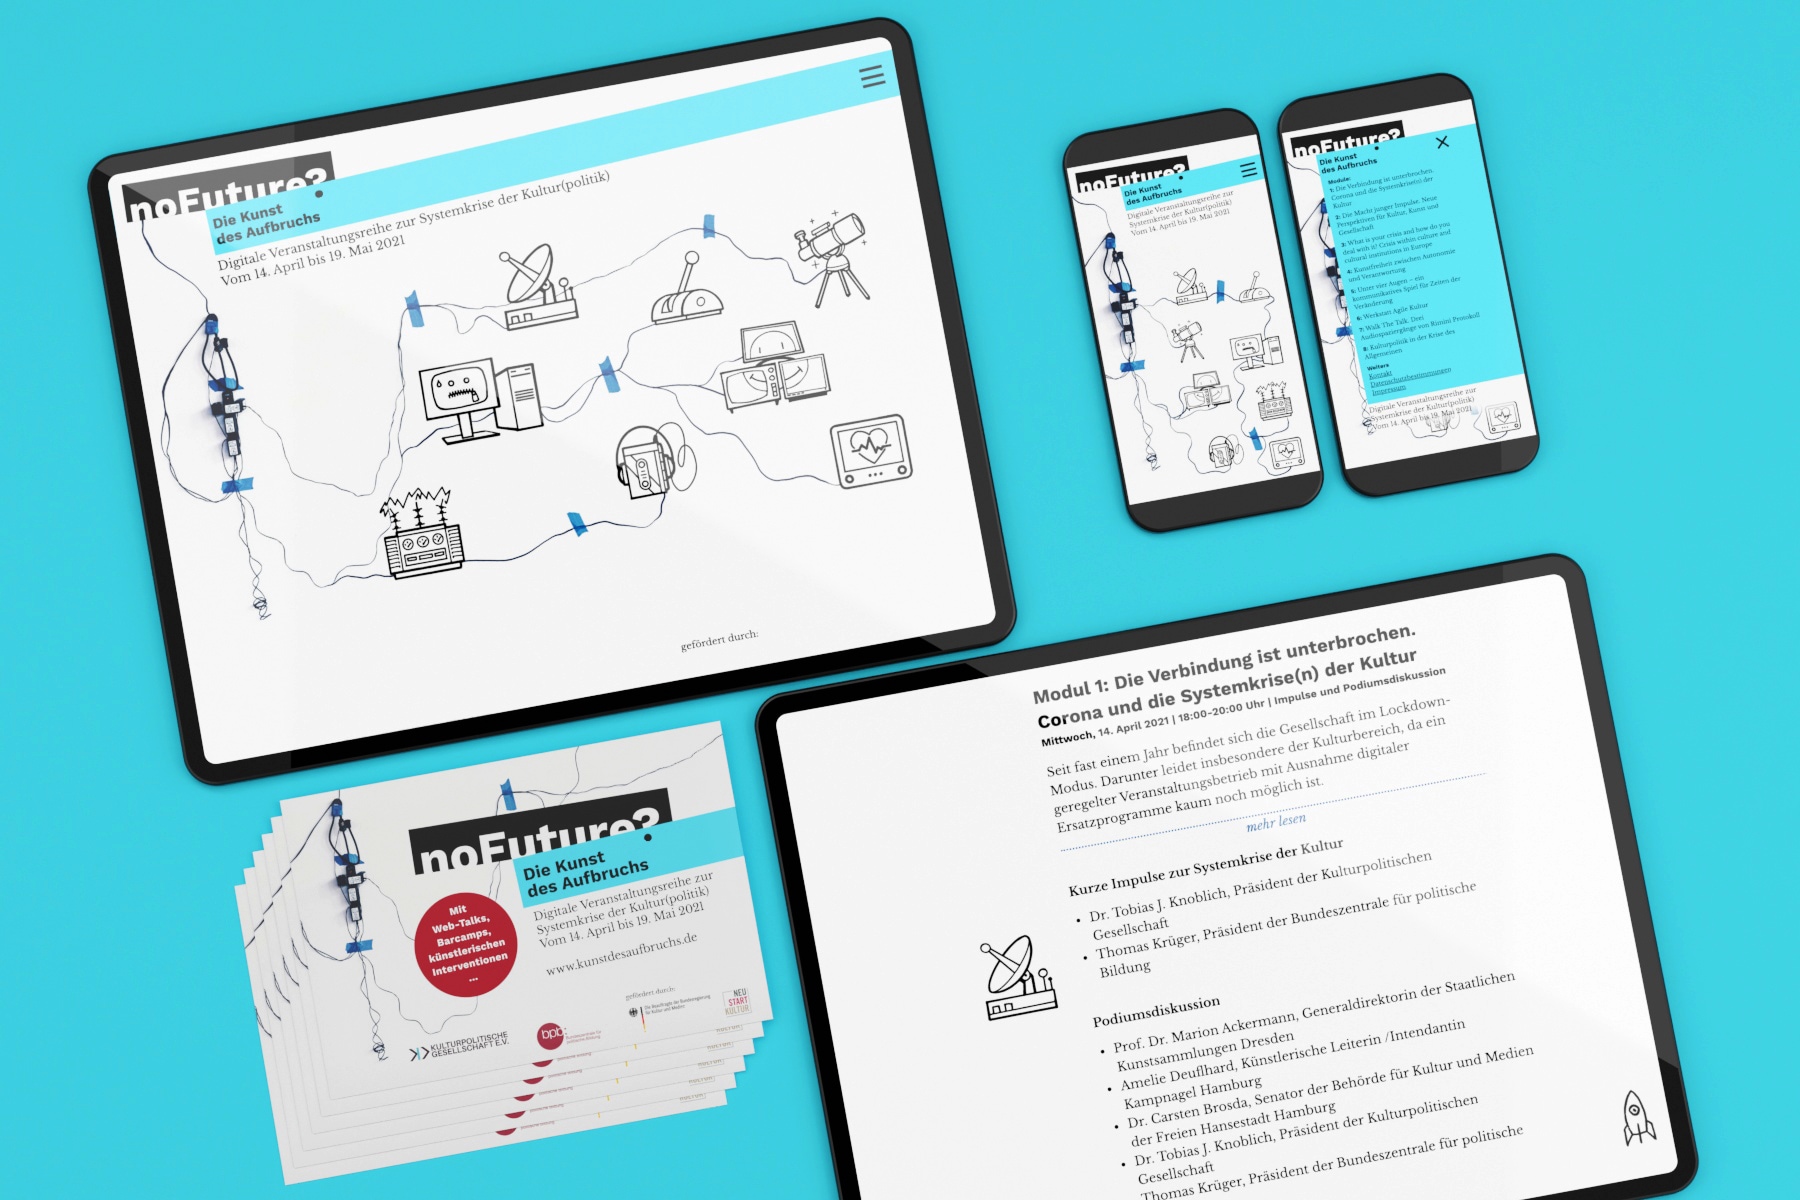 noFuture?
Die Kunst
des Aufbruchs
Digitale Veranstaltungsreihe zur Systemkrise der Kultur(politik)
Vom 14. April bis 19. Mai 2021
gefördert durch:
noFuture?
Die Kunst
des Aufbruchs
Digitale Veranstaltungsreihe zur
Systemkrise der Kultur(politik)
Vom 14. April bis 19. Mai 2021
noFuture?
Die Kunst
des Aufbruchs
Module:
1: Die Verbindung ist unterbrochen.
Corona und die Systemkrise(n) der
Kultur
2: Die Macht junger Impulse. Neue
Perspektiven für Kultur, Kunst und
Gesellschaft
3: What is your crisis and how do you
deal with it? Crisis within culture and
cultural institutions in Europe
4: Kunstfreiheit zwischen Autonomie
und Verantwortung
5: Unter vier Augen – ein
kommunikatives Spiel für Zeiten der
Veränderung
6: Werkstatt Agile Kultur
7: Walk The Talk. Drei
Audiospaziergänge von Rimini Protokoll
8: Kulturpolitik in der Krise des
Allgemeinen
Weitere
Kontakt
Datenschutzbestimmungen
Impressum
Digitale Veranstaltungsreihe zur
Systemkrise der Kultur(politik)
Vom 14. April bis 19. Mai 2021
Modul 1: Die Verbindung ist unterbrochen.
Corona und die Systemkrise(n) der Kultur
Mittwoch, 14. April 2021 | 18:00-20:00 Uhr | Impulse und Podiumsdiskussion
Seit fast einem Jahr befindet sich die Gesellschaft im Lockdown-
Modus. Darunter leidet insbesondere der Kulturbereich, da ein
geregelter Veranstaltungsbetrieb mit Ausnahme digitaler
Ersatzprogramme kaum noch möglich ist.
mehr lesen
Kurze Impulse zur Systemkrise der Kultur
• Dr. Tobias J. Knoblich, Präsident der Kulturpolitischen
Gesellschaft
• Thomas Krüger, Präsident der Bundeszentrale für politische
Bildung
Podiumsdiskussion
• Prof. Dr. Marion Ackermann, Generaldirektorin der Staatlichen
Kunstsammlungen Dresden
• Amelie Deuflhard, Künstlerische Leiterin /Intendantin
Kampnagel Hamburg
• Dr. Carsten Brosda, Senator der Behörde für Kultur und Medien
der Freien Hansestadt Hamburg
• Dr. Tobias J. Knoblich, Präsident der Kulturpolitischen
Gesellschaft
Thomas Krüger, Präsident der Bundeszentrale für politische
noFuture?
Die Kunst
des Aufbruchs
Digitale Veranstaltungsreihe zur
Systemkrise der Kultur(politik)
Vom 14. April bis 19. Mai 2021
www.kunstdesaufbruchs.de
Mit
Web-Talks,
Barcamps,
künstlerischen
Interventionen
...
gefördert durch:
KULTURPOLITISCHE
GESELLSCHAFT E.V.
bpb:
Bundeszentrale für
politische Bildung
Die Beauftragte der Bundesregierung
für Kultur und Medien
NEU
START
KULTUR